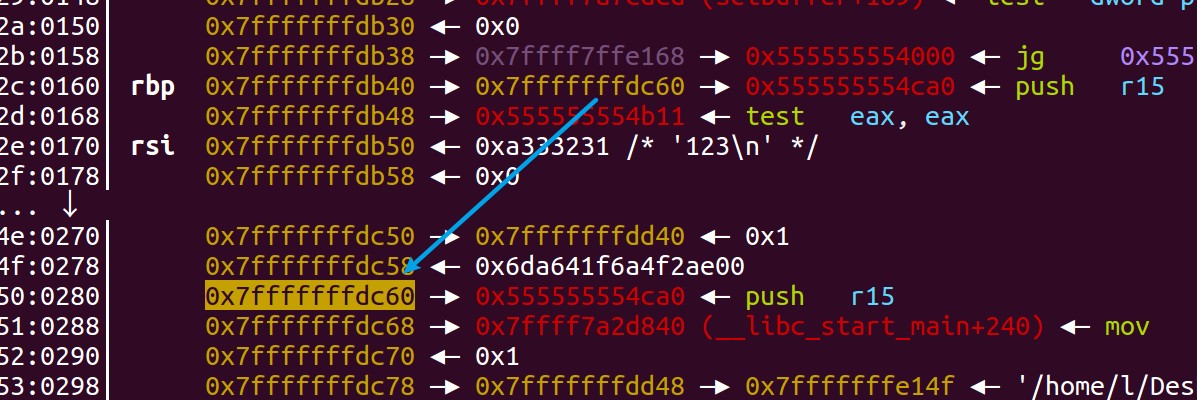 2a:0150 0x7fffffffdb30 ◂— 0x0
2b:0158 0x7fffffffdb38 —▸ 0x7ffff7ffe168 —▸ 0x555555554000 ◂— jg 0x555
2c:0160 rbp 0x7fffffffdb40 —▸ 0x7fffffffdc60 —▸ 0x555555554ca0 ◂— push r15
2d:0168 0x7fffffffdb48 —▸ 0x555555554b11 ◂— test eax, eax
2e:0170 rsi 0x7fffffffdb50 ◂— 0xa333231 /* '123\n' */
2f:0178 0x7fffffffdb58 ◂— 0x0
... ↓
4e:0270 0x7fffffffdc50 —▸ 0x7fffffffdd40 ◂— 0x1
4f:0278 0x7fffffffdc58 ◂— 0x6da641f6a4f2ae00
50:0280 0x7fffffffdc60 —▸ 0x555555554ca0 ◂— push r15
51:0288 0x7fffffffdc68 —▸ 0x7ffff7a2d840 (__libc_start_main+240) ◂— mov
52:0290 0x7fffffffdc70 ◂— 0x1
53:0298 0x7fffffffdc78 —▸ 0x7fffffffdd48 —▸ 0x7fffffffe14f ◂— '/home/l/Des